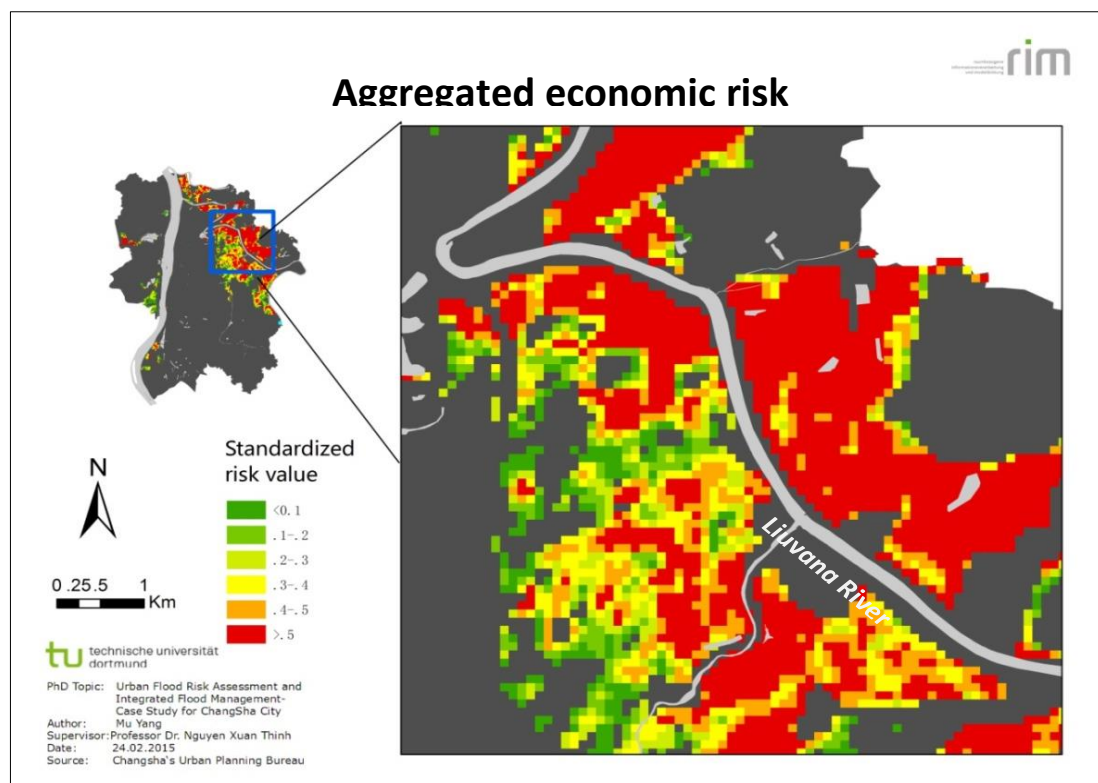 rim
Aggregated economic risk
Liuvana River
Standardized
risk value
<0.1
.1-.2
.2-.3
.3-.4
.4-.5
>.5
N
0 .25.5 1
Km
tu technische universität
dortmund
PhD Topic: Urban Flood Risk Assessment and
Integrated Flood Management-
Case Study for ChangSha City
Author: Mu Yang
Supervisor:Professor Dr. Nguyen Xuan Thinh
Date: 24.02.2015
Source: Changsha's Urban Planning Bureau